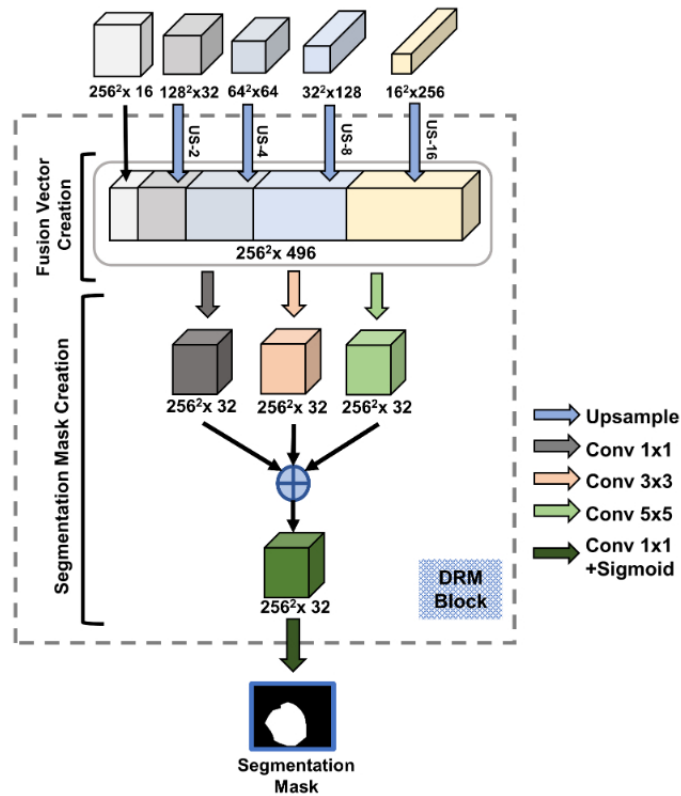 256²x 16
128²x32
64²x64
32²x128
16²x256
US-2
US-4
US-8
US-16
Fusion Vector
Creation
256²x 496
Segmentation Mask Creation
256²x 32
256²x 32
256²x 32
256²x 32
DRM
Block
Upsample
Conv 1x1
Conv 3x3
Conv 5x5
Conv 1x1
+Sigmoid
Segmentation
Mask